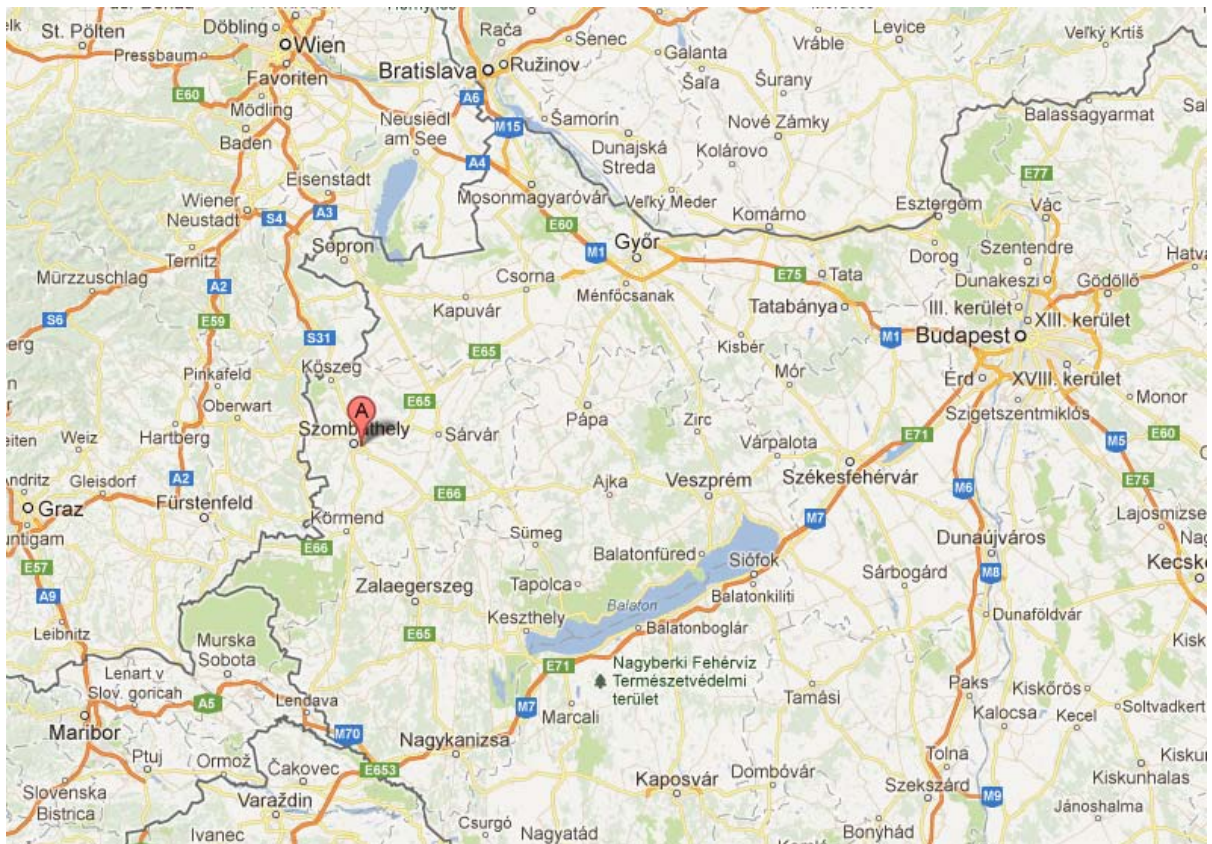 Döbling
Wien
St. Pölten
Pressbaum
Favoriten
E60
Mödling
Baden
Bratislava
Rača
Ružinov
Senec
Galanta
Šaľa
Vráble
Šurany
Levice
Veľký Krtíš
A6
M15
Šamorín
Nové Zámky
Balassagyarmat
Neusiedl
am See
A4
Dunajská
Streda
Kolárovo
E77
Eisenstadt
Mosonmagyaróvár
Veľký Meder
Wiener
Neustadt
S4
A3
E60
Komárno
Esztergom
Vác
Sopron
M1
Győr
Dorog
Szentendre
Ternitz
Mürzzuschlag
A2
Csorna
E75
Tata
Dunakeszi
Gödöllő
Ménfőcsanak
Kapuvár
Tatabánya
III. kerület
XIII. kerület
S6
E59
S31
M1
Budapest
E65
Kisbér
Kőszeg
Pinkafeld
Mór
Érd
XVIII. kerület
Oberwart
E65
A
Pápa
Zirc
Szigetszentmiklós
Monor
Weiz
Hartberg
Szombathely
Sárvár
Várpalota
E71
M5
E60
Gleisdorf
A2
Székesfehérvár
Graz
Fürstenfeld
E66
Ajka
Veszprém
M6
E75
Körmend
M7
E66
Sümeg
Dunaújváros
E57
Balatonfüred
Siófok
Zalaegerszeg
Tapolca
Sárbogárd
M8
A9
Balaton
Balatonkiliti
Dunaföldvár
Leibnitz
Keszthely
E65
Balatonboglár
Murska
Sobota
E71
Nagyberki Fehérvíz
Természetvédelmi
terület
Lenart v
Slov. goricah
A5
Lendava
Tamási
Paks
Kiskőrös
Maribor
M7
Marcali
Kalocsa
Kecel
Soltvadkert
M70
Nagykanizsa
Ptuj
Ormož
E653
Tolna
Čakovec
Kaposvár
Dombóvár
Szekszárd
Kiskunhalas
Slovenska
Bistrica
Varaždin
M9
Jánoshalma
Ivanec
Csurgó
Nagyatád
Bonyhád